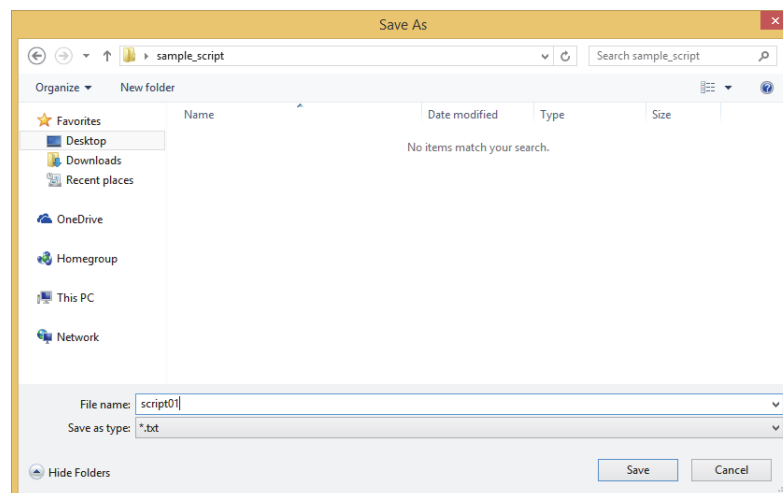 Save As
sample_script
Search sample_script
Organize
New folder
Name
Date modified
Type
Size
No items match your search.
Favorites
Desktop
Downloads
Recent places
OneDrive
Homegroup
This PC
Network
File name: script01
Save as type: *.txt
Hide Folders
Save
Cancel